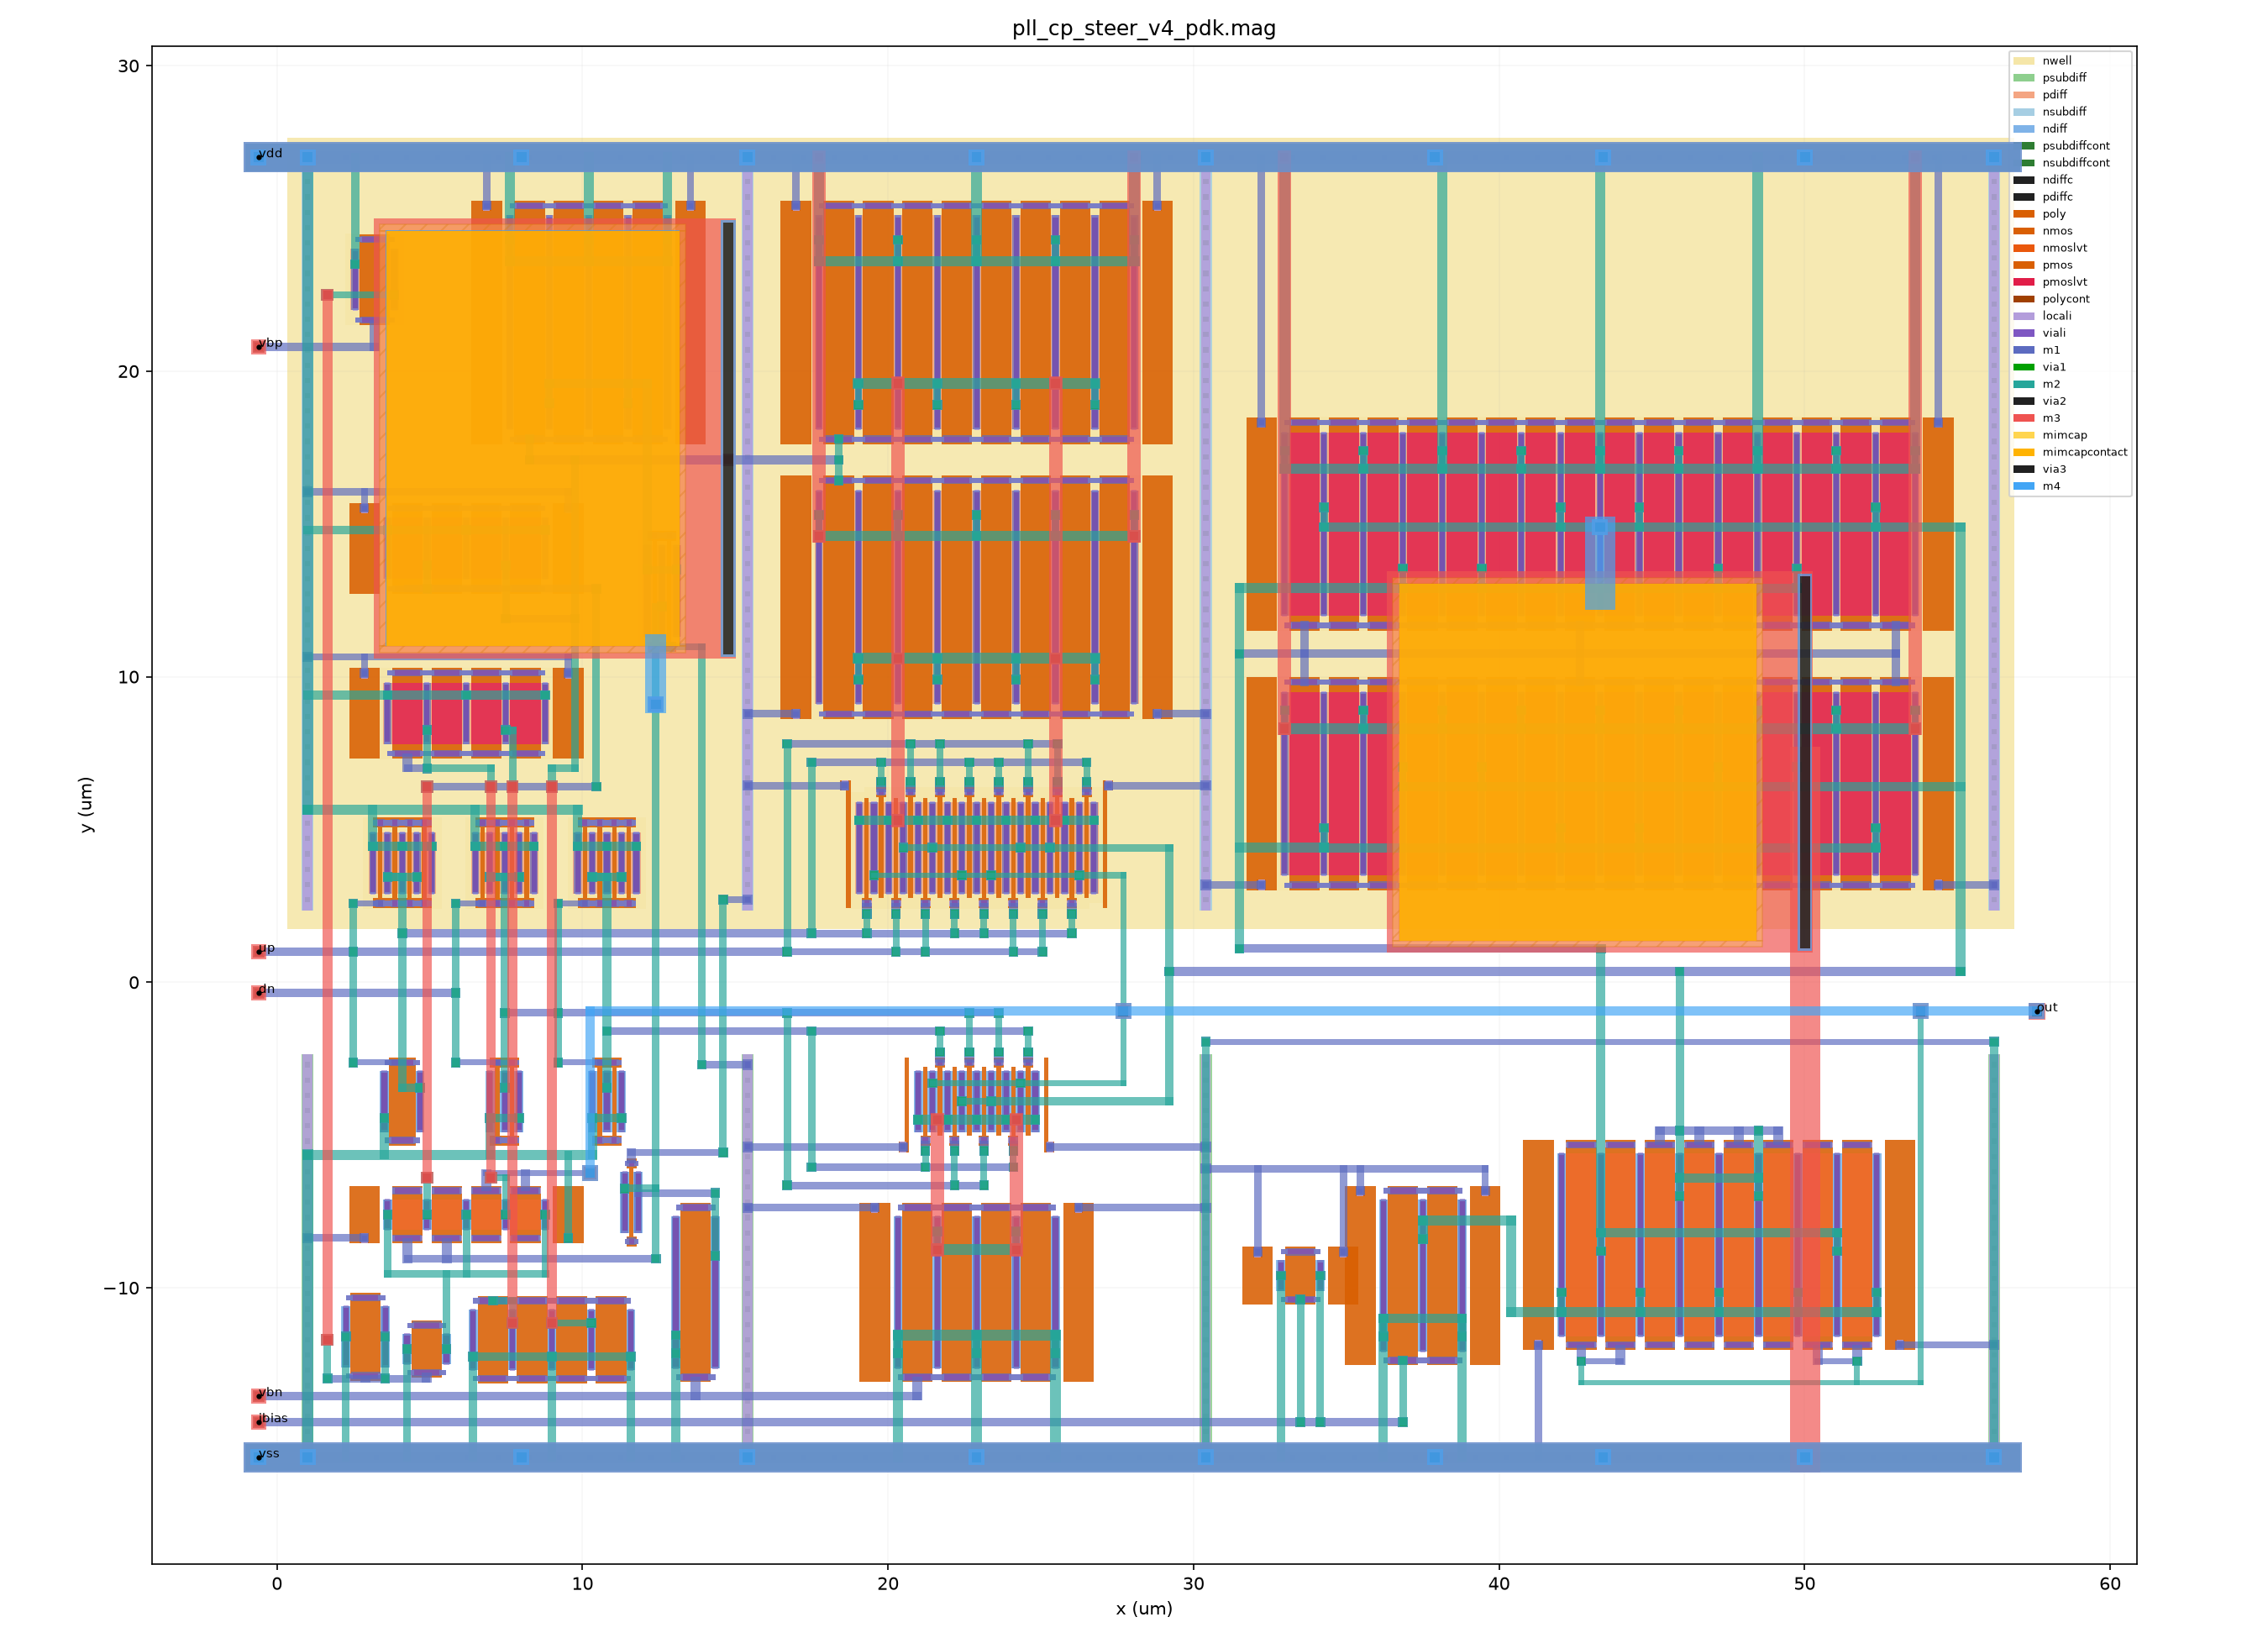 pll_cp_steer_v4_pdk.mag
nwell
psubdiff
pdiff
nsubdiff
ndiff
psubdiffcont
nsubdiffcont
ndiffc
pdiffc
poly
nmos
nmoslvt
pmos
pmoslvt
polycont
locali
viali
m1
via1
m2
via2
m3
mimcap
mimcapcontact
via3
m4
vdd
vbp
up
dn
out
vbn
ibias
vss
30
20
10
0
−10
y (um)
0
10
20
30
40
50
60
x (um)